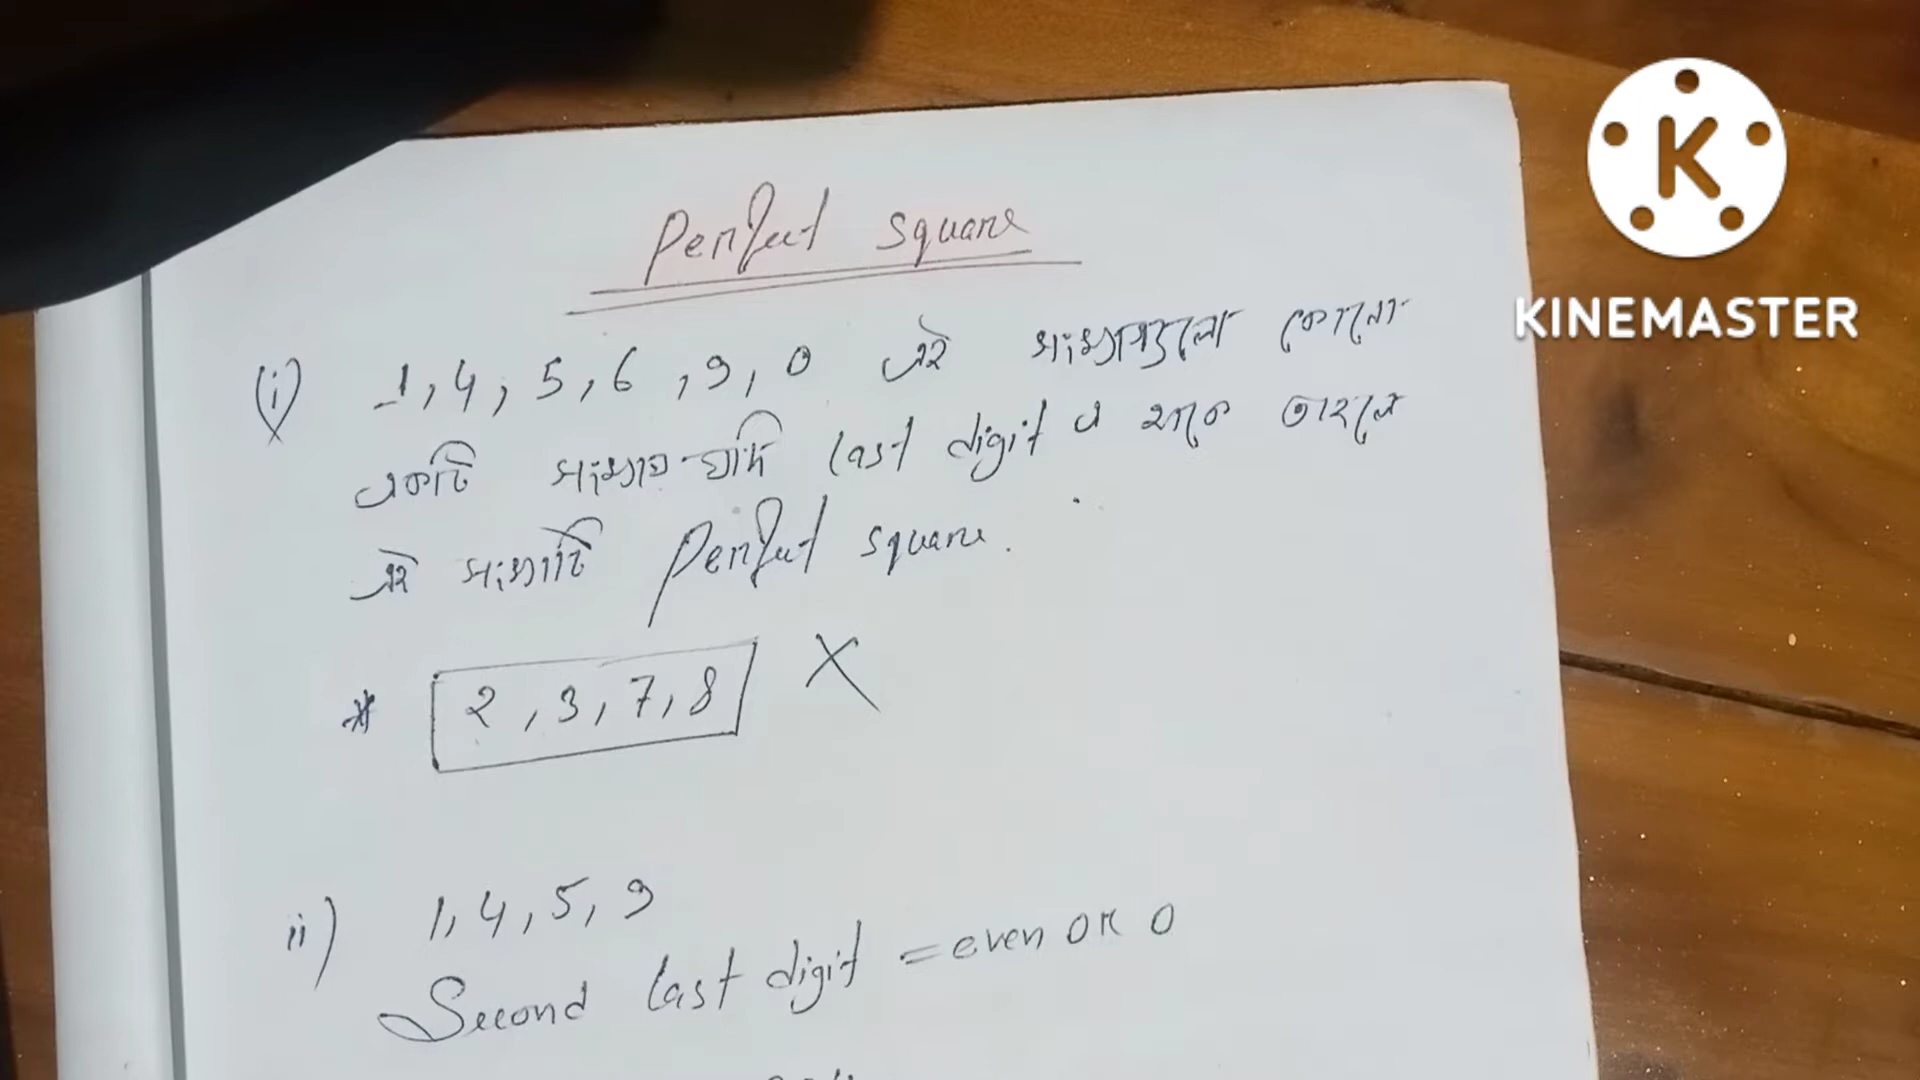 Perfect square
(i) 1, 4, 5, 6, 9, 0 এই সংখ্যাগুলো কোনো
একটি সংখ্যায় যদি last digit এ থাকে তাহলে
এই সংখ্যাটি perfect square.
* 2, 3, 7, 8 X
ii) 1, 4, 5, 9
Second last digit = even or 0
K
KINEMASTER